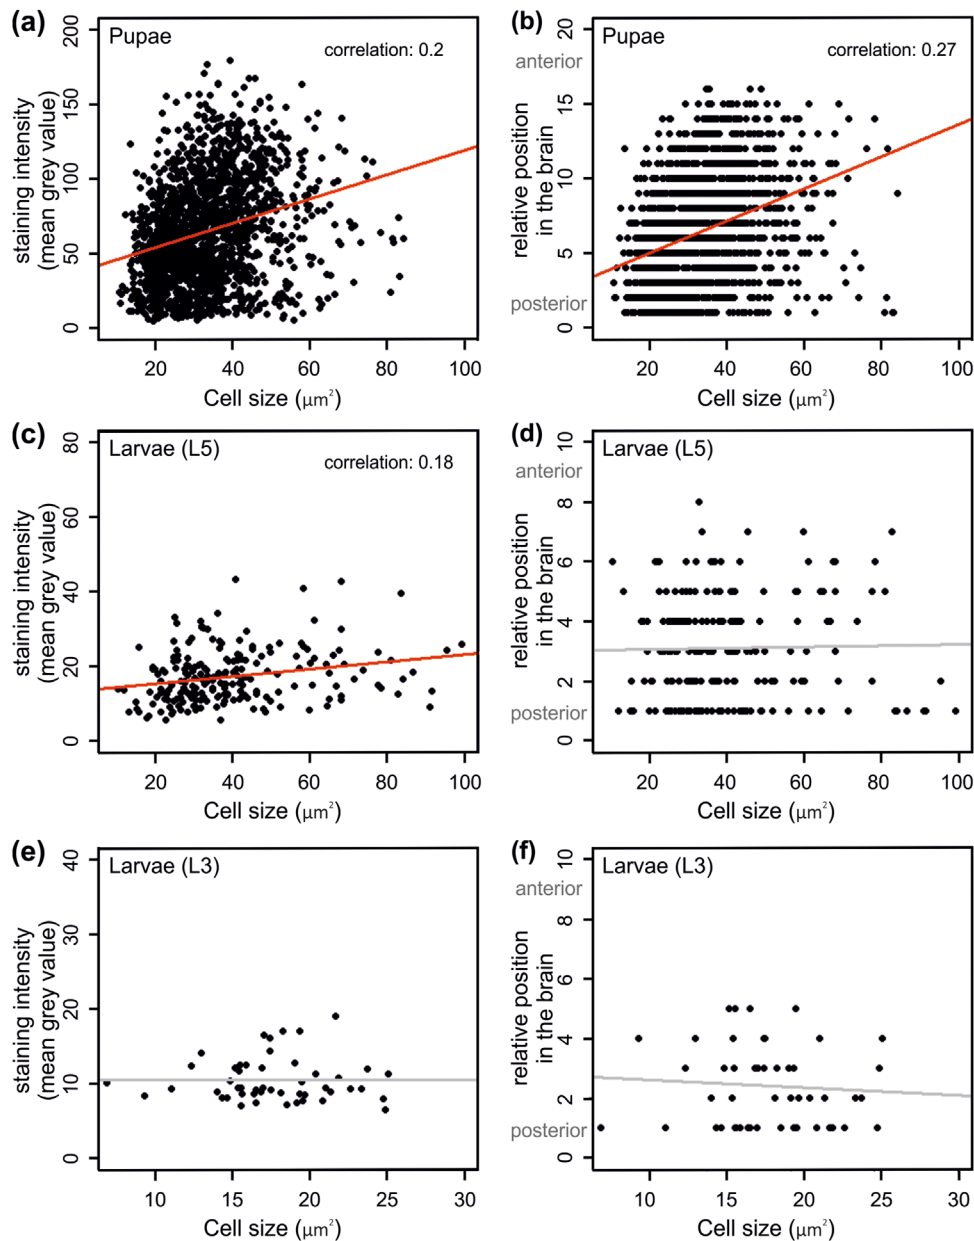 (a)
Pupae
correlation: 0.2
staining intensity
(mean grey value)
0
50
100
150
200
20
40
60
80
100
Cell size (µm²)
(b)
Pupae
correlation: 0.27
anterior
posterior
relative position
in the brain
0
5
10
15
20
20
40
60
80
100
Cell size (µm²)
(c)
Larvae (L5)
correlation: 0.18
staining intensity
(mean grey value)
0
20
40
60
80
20
40
60
80
100
Cell size (µm²)
(d)
Larvae (L5)
anterior
posterior
relative position
in the brain
0
2
4
6
8
10
20
40
60
80
100
Cell size (µm²)
(e)
Larvae (L3)
staining intensity
(mean grey value)
0
10
20
30
40
10
15
20
25
30
Cell size (µm²)
(f)
Larvae (L3)
anterior
posterior
relative position
in the brain
0
2
4
6
8
10
10
15
20
25
30
Cell size (µm²)